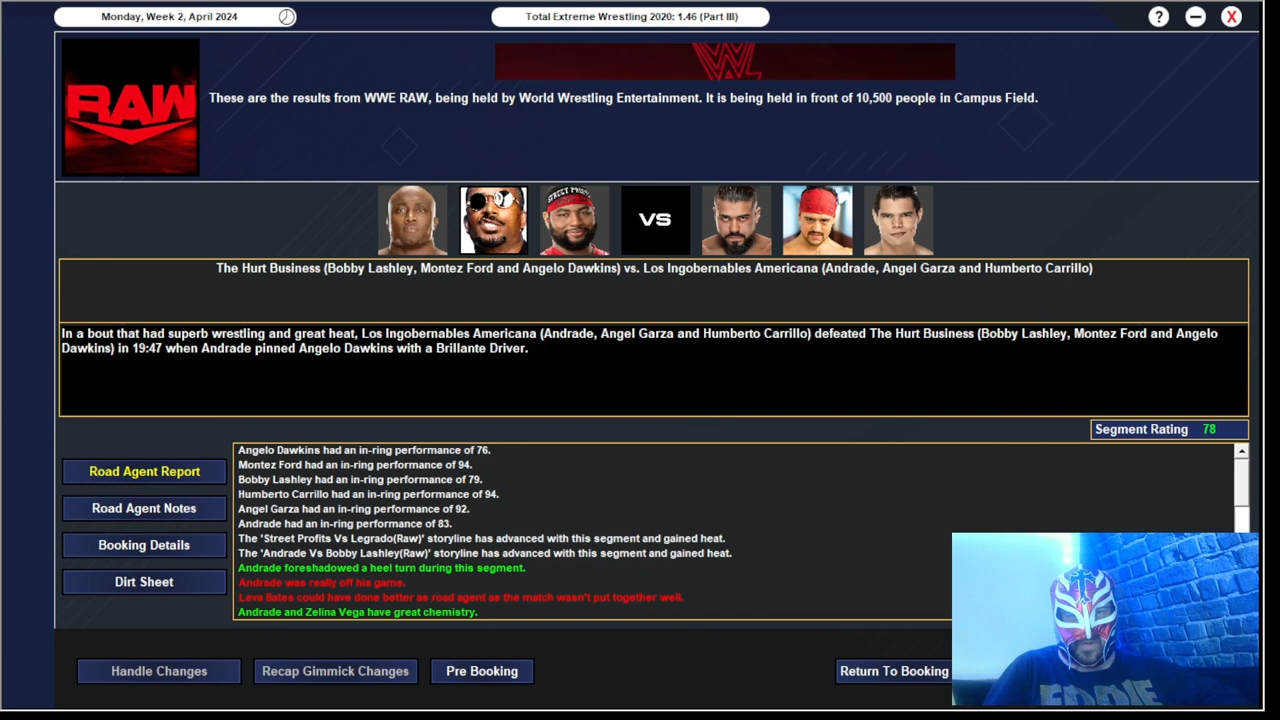 Monday, Week 2, April 2024
Total Extreme Wrestling 2020: 1.46 (Part III)
?
X
RAW
W
These are the results from WWE RAW, being held by World Wrestling Entertainment. It is being held in front of 10,500 people in Campus Field.
VS
The Hurt Business (Bobby Lashley, Montez Ford and Angelo Dawkins) vs. Los Ingobernables Americana (Andrade, Angel Garza and Humberto Carrillo)
In a bout that had superb wrestling and great heat, Los Ingobernables Americana (Andrade, Angel Garza and Humberto Carrillo) defeated The Hurt Business (Bobby Lashley, Montez Ford and Angelo
Dawkins) in 19:47 when Andrade pinned Angelo Dawkins with a Brillante Driver.
Segment Rating 78
Road Agent Report
Road Agent Notes
Booking Details
Dirt Sheet
Angelo Dawkins had an in-ring performance of 76.
Montez Ford had an in-ring performance of 94.
Bobby Lashley had an in-ring performance of 79.
Humberto Carrillo had an in-ring performance of 94.
Angel Garza had an in-ring performance of 92.
Andrade had an in-ring performance of 83.
The 'Street Profits Vs Legrado(Raw)' storyline has advanced with this segment and gained heat.
The 'Andrade Vs Bobby Lashley(Raw)' storyline has advanced with this segment and gained heat.
Andrade foreshadowed a heel turn during this segment.
Andrade was really off his game.
Leva Bates could have done better as road agent as the match wasn't put together well.
Andrade and Zelina Vega have great chemistry.
Handle Changes
Recap Gimmick Changes
Pre Booking
Return To Booking
EDDIE